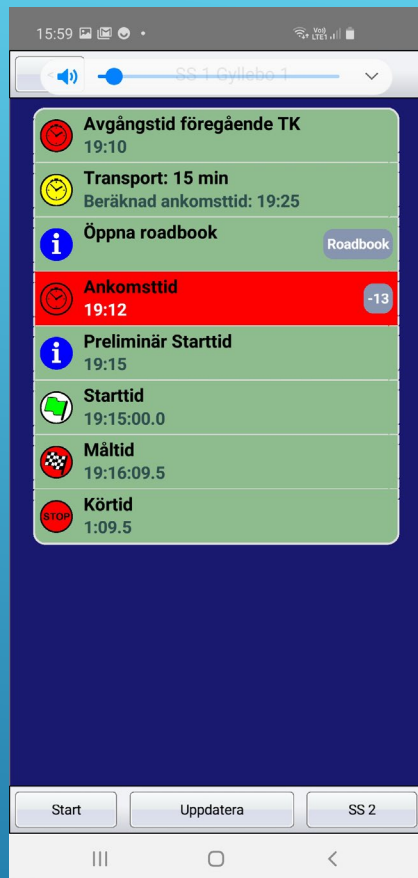 15:59
Vo))
LTE1
SS 1 Gyllebo 1
Avgångstid föregående TK
19:10
Transport: 15 min
Beräknad ankomsttid: 19:25
Öppna roadbook
Roadbook
Ankomsttid
-13
19:12
Preliminär Starttid
19:15
Starttid
19:15:00.0
Måltid
19:16:09.5
STOP
Körtid
1:09.5
Start
Uppdatera
SS 2